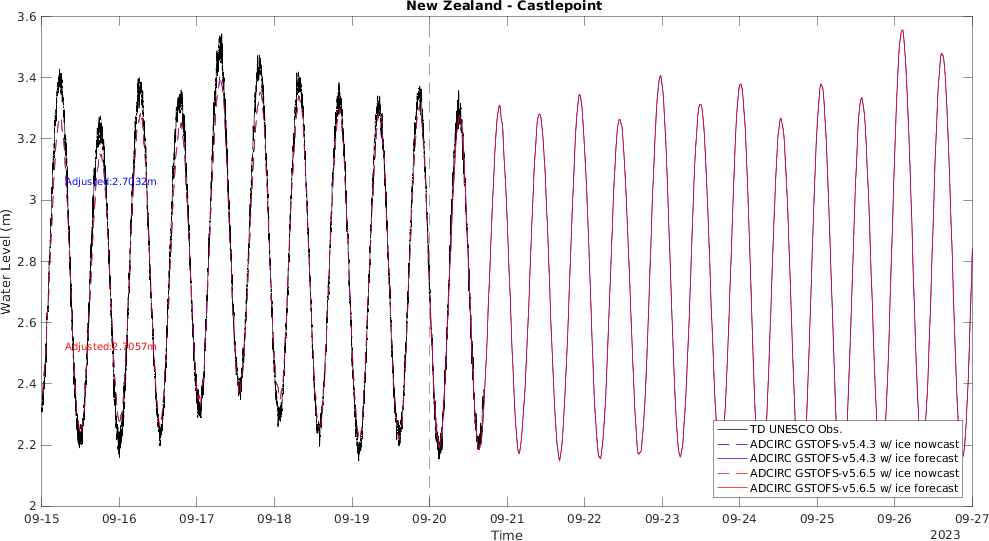 New Zealand - Castlepoint
3.6
3.4
3.2
3
2.8
2.6
2.4
2.2
2
Water Level (m)
Adjusted:2.7032m
Adjusted:2.7057m
TD UNESCO Obs.
ADCIRC GSTOFS-v5.4.3 w/ ice nowcast
ADCIRC GSTOFS-v5.4.3 w/ ice forecast
ADCIRC GSTOFS-v5.6.5 w/ ice nowcast
ADCIRC GSTOFS-v5.6.5 w/ ice forecast
09-15 09-16 09-17 09-18 09-19 09-20 09-21 09-22 09-23 09-24 09-25 09-26 09-27
Time
2023